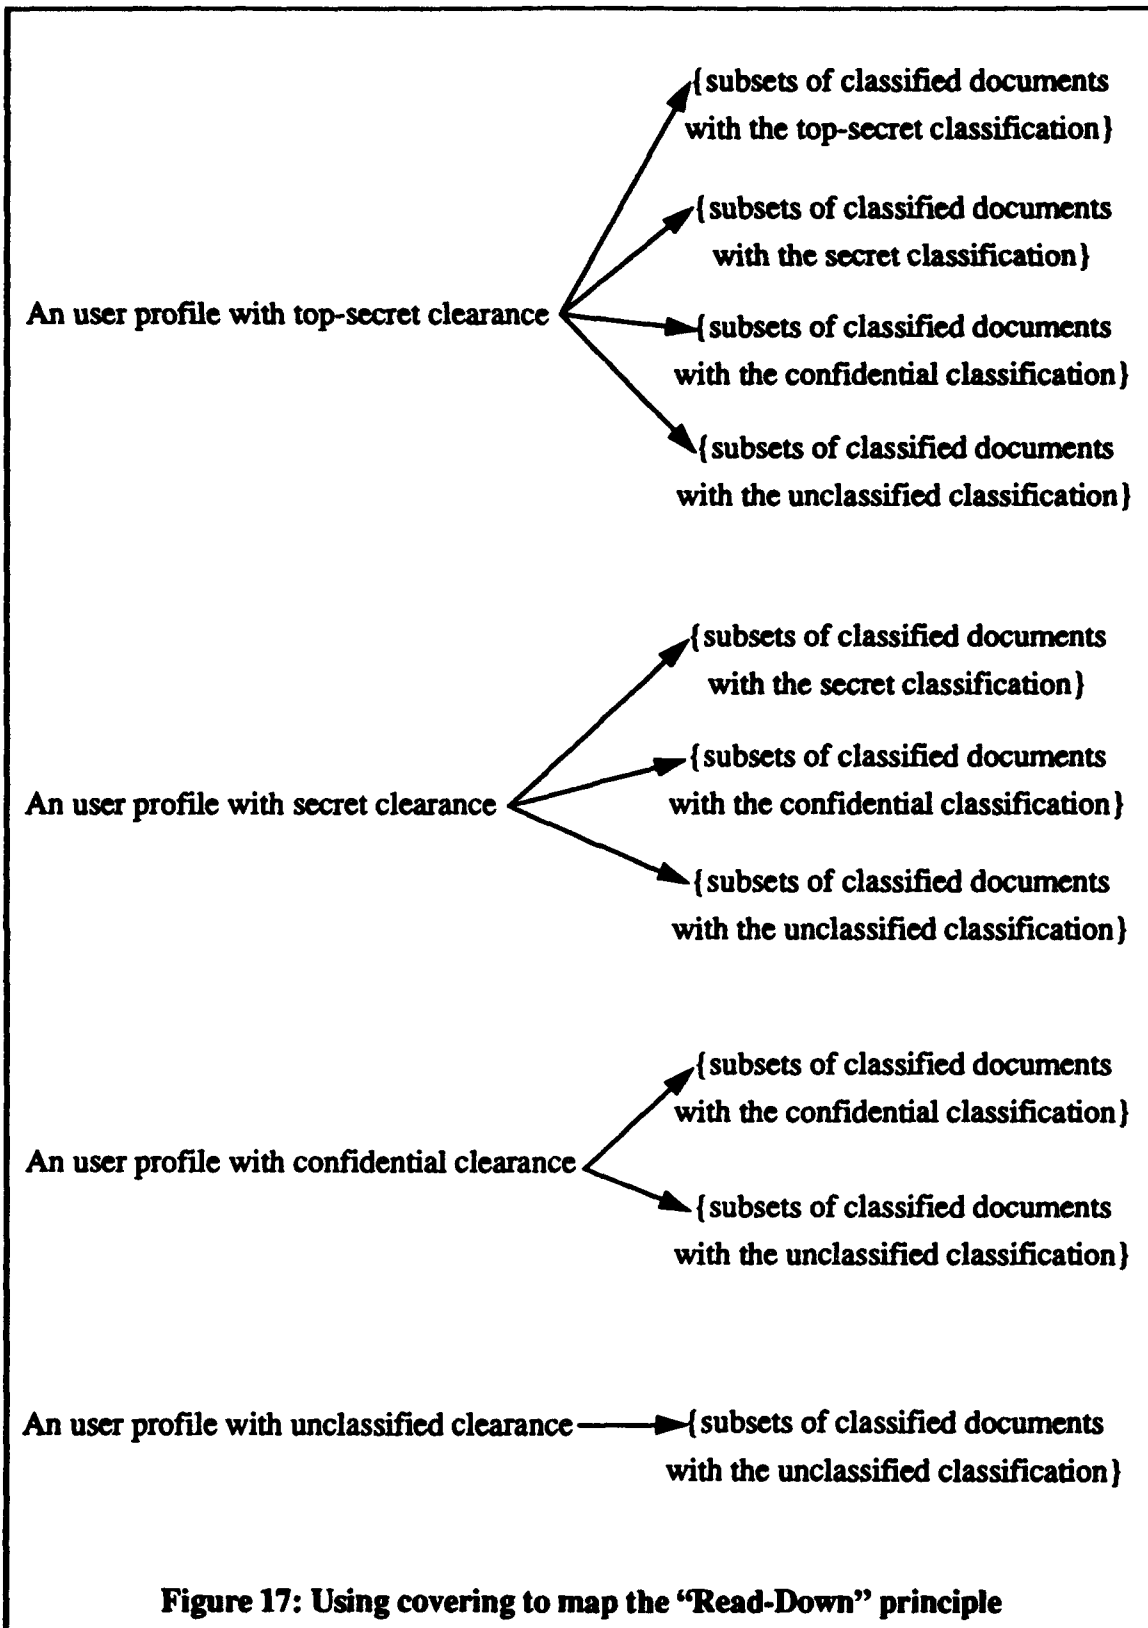 {subsets of classified documents
with the top-secret classification}
{subsets of classified documents
with the secret classification}
An user profile with top-secret clearance
{subsets of classified documents
with the confidential classification}
{subsets of classified documents
with the unclassified classification}
{subsets of classified documents
with the secret classification}
{subsets of classified documents
with the confidential classification}
An user profile with secret clearance
{subsets of classified documents
with the unclassified classification}
{subsets of classified documents
with the confidential classification}
An user profile with confidential clearance
{subsets of classified documents
with the unclassified classification}
An user profile with unclassified clearance
{subsets of classified documents
with the unclassified classification}
Figure 17: Using covering to map the “Read-Down” principle